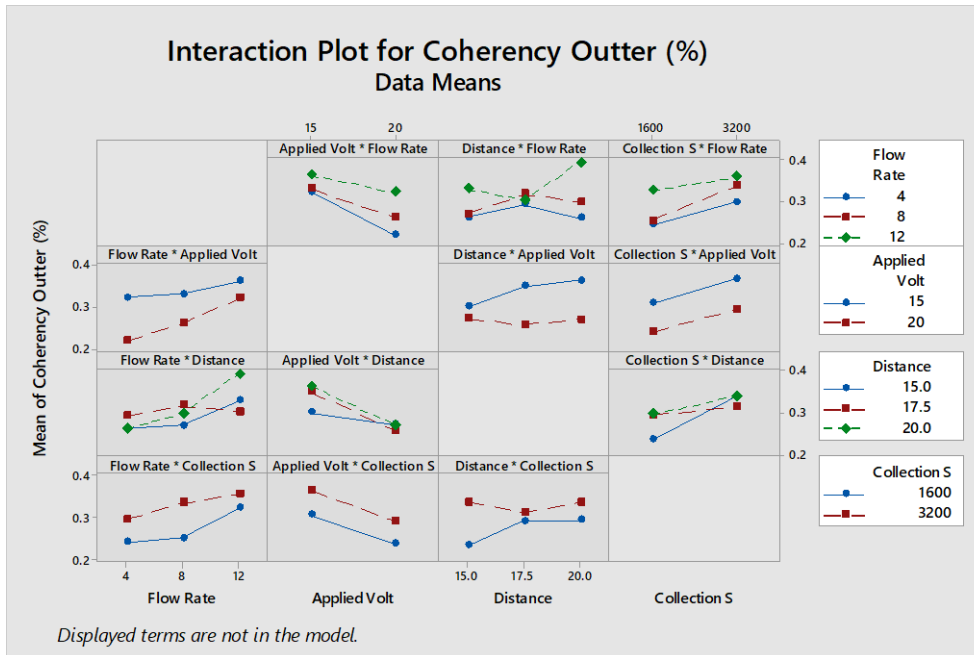 Interaction Plot for Coherency Outter (%)
Data Means
15 20 1600 3200
Applied Volt * Flow Rate Distance * Flow Rate Collection S * Flow Rate
0.4
0.3
0.2
Flow
Rate
4
8
12
Flow Rate * Applied Volt Distance * Applied Volt Collection S * Applied Volt
0.4
0.3
0.2
Applied
Volt
15
20
Flow Rate * Distance Applied Volt * Distance Collection S * Distance
0.4
0.3
0.2
Distance
15.0
17.5
20.0
Flow Rate * Collection S Applied Volt * Collection S Distance * Collection S
0.4
0.3
0.2
Collection S
1600
3200
Mean of Coherency Outter (%)
4 8 12 15.0 17.5 20.0
Flow Rate Applied Volt Distance Collection S
Displayed terms are not in the model.